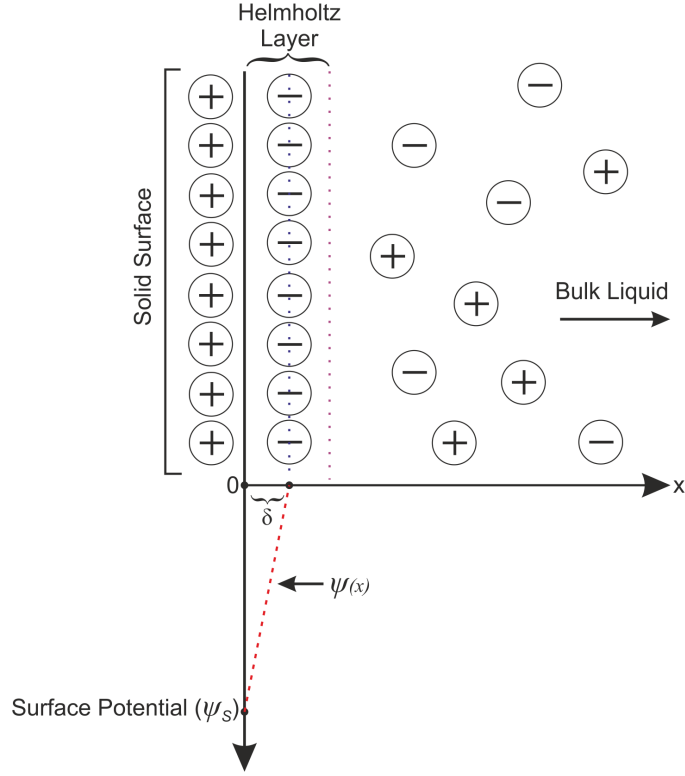 Helmholtz
Layer
Solid Surface
Bulk Liquid
0
x
δ
ψ(x)
Surface Potential (ψS)